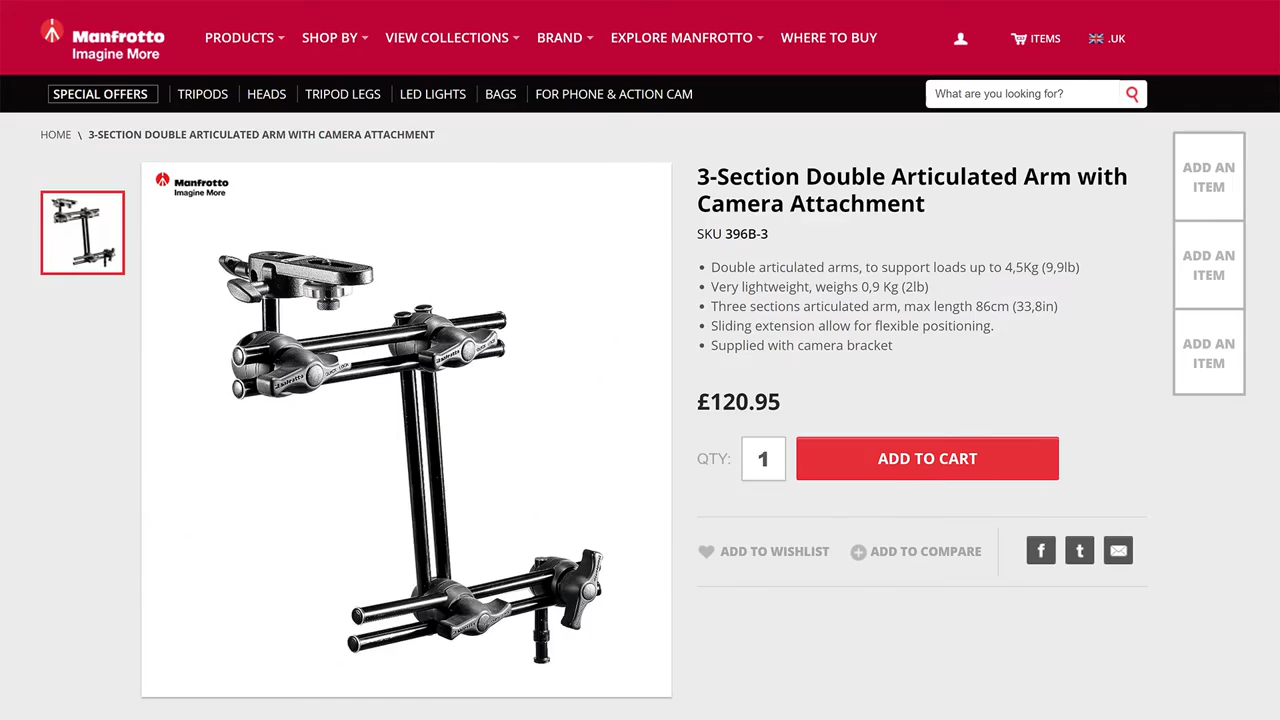 Manfrotto
Imagine More
PRODUCTS SHOP BY VIEW COLLECTIONS BRAND EXPLORE MANFROTTO WHERE TO BUY
ITEMS
.UK
SPECIAL OFFERS TRIPODS HEADS TRIPOD LEGS LED LIGHTS BAGS FOR PHONE & ACTION CAM
What are you looking for?
HOME \ 3-SECTION DOUBLE ARTICULATED ARM WITH CAMERA ATTACHMENT
Manfrotto
Imagine More
3-Section Double Articulated Arm with
Camera Attachment
SKU 396B-3
• Double articulated arms, to support loads up to 4,5Kg (9,9lb)
• Very lightweight, weighs 0,9 Kg (2lb)
• Three sections articulated arm, max length 86cm (33,8in)
• Sliding extension allow for flexible positioning.
• Supplied with camera bracket
£120.95
QTY: 1 ADD TO CART
ADD TO WISHLIST ADD TO COMPARE
f t
ADD AN
ITEM
ADD AN
ITEM
ADD AN
ITEM